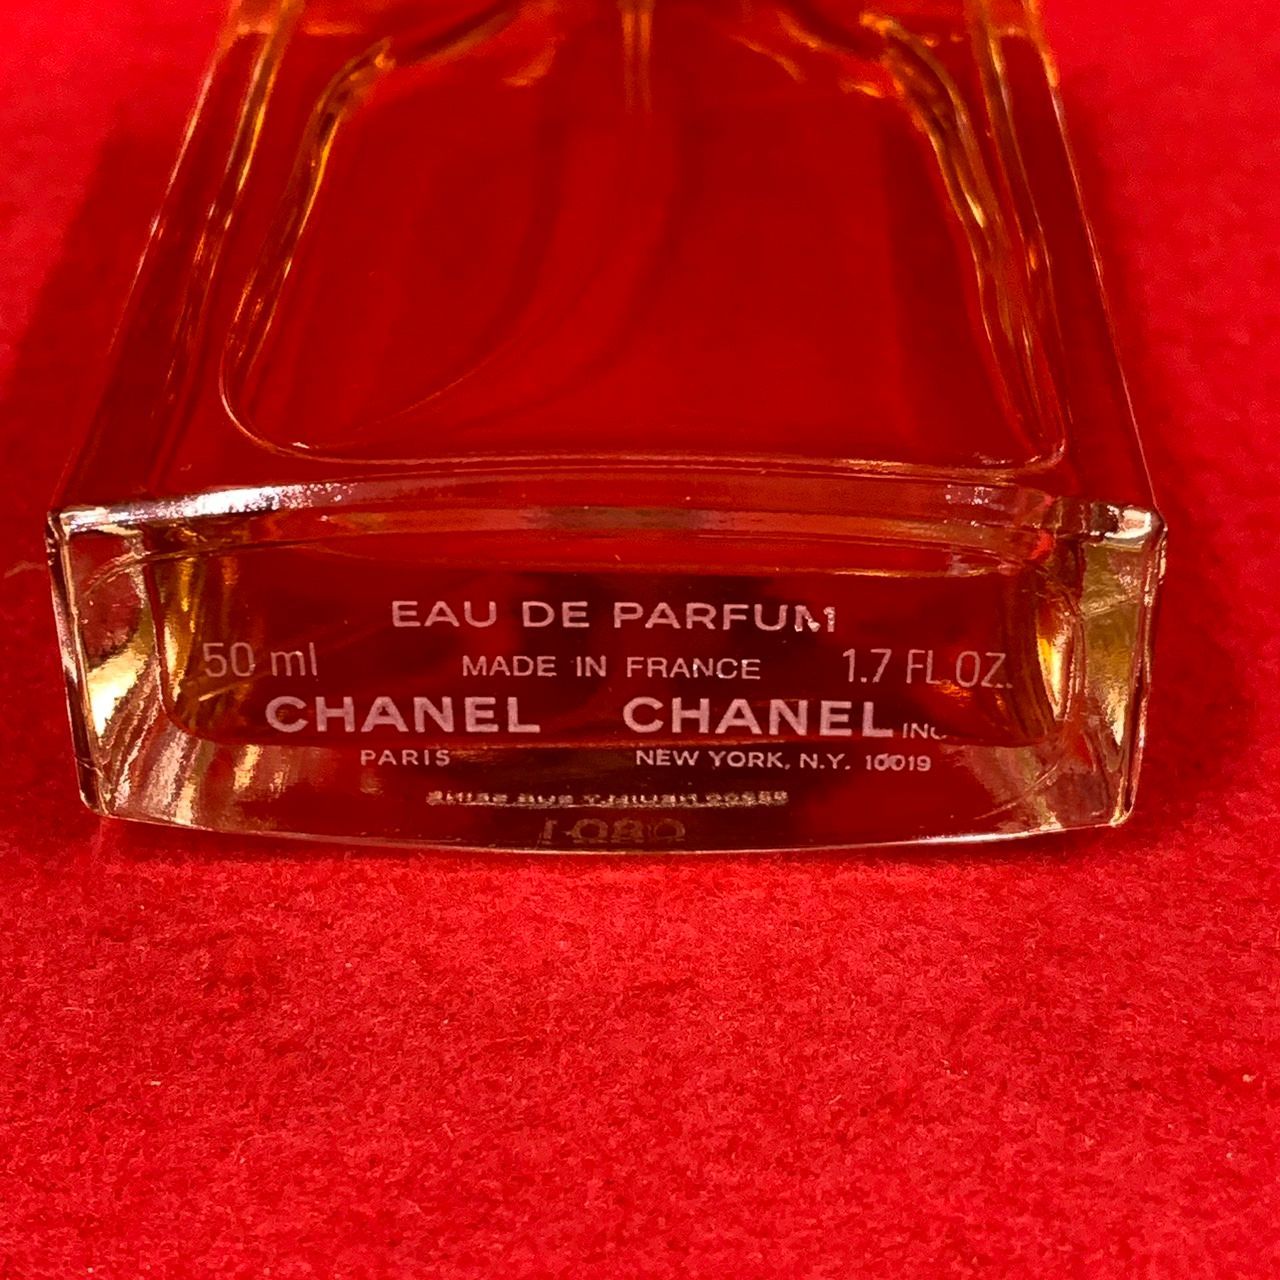 EAU DE PARFUM
50 ml MADE IN FRANCE 1.7 FL.OZ.
CHANEL CHANEL INC
PARIS NEW YORK, N.Y. 10019